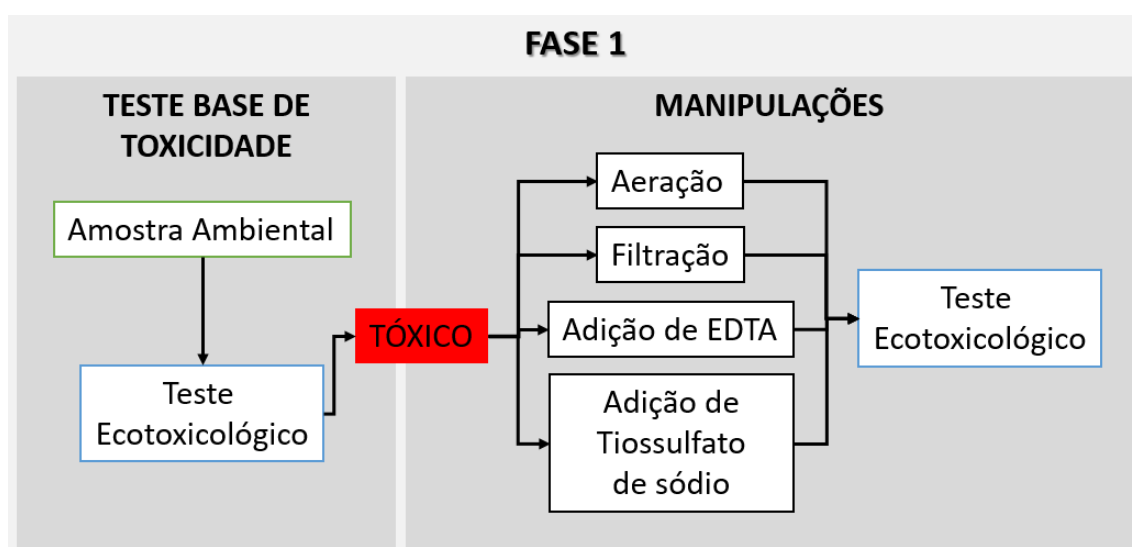 FASE 1
TESTE BASE DE
TOXICIDADE
Amostra Ambiental
Teste
Ecotoxicológico
TÓXICO
MANIPULAÇÕES
Aeração
Filtração
Adição de EDTA
Adição de
Tiossulfato
de sódio
Teste
Ecotoxicológico